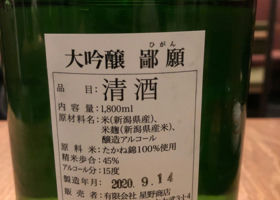 ひがん
大吟醸 鄙願
品目：清酒
内容量：1,800ml
原材料名：米(新潟県産)、
米麹(新潟県産米)、
醸造アルコール
原料米：たかね錦100%使用
精米歩合：45%
アルコール分：15度
製造年月：2020.9.14
販売者：有限会社 星野商店